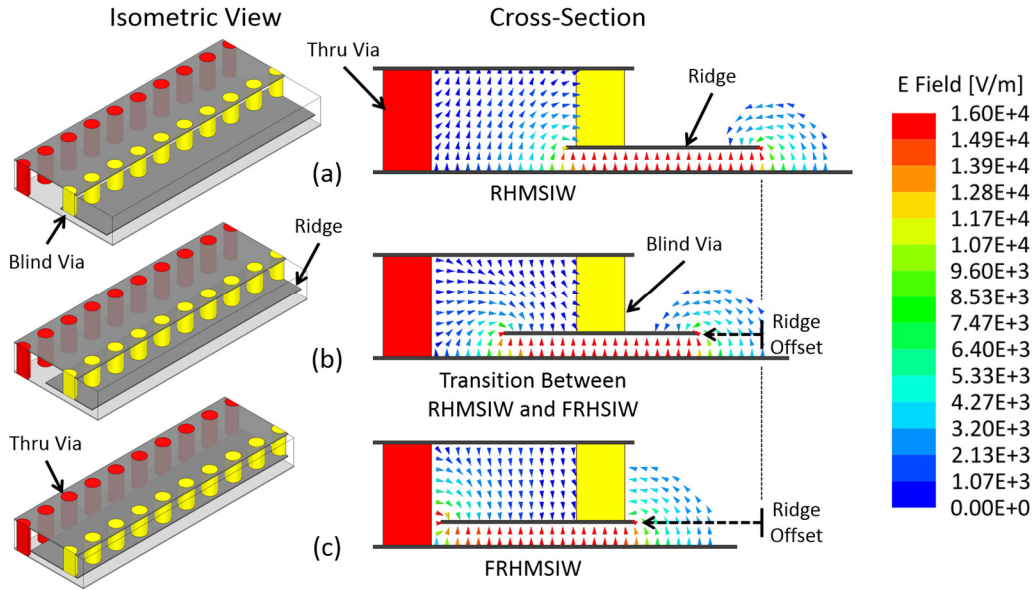 Isometric View
Cross-Section
Thru Via
Ridge
Blind Via
(a)
RHMSIW
Ridge
Blind Via
(b)
Ridge
Offset
Transition Between
RHMSIW and FRHSIW
Thru Via
(c)
Ridge
Offset
FRHMSIW
E Field [V/m]
1.60E+4
1.49E+4
1.39E+4
1.28E+4
1.17E+4
1.07E+4
9.60E+3
8.53E+3
7.47E+3
6.40E+3
5.33E+3
4.27E+3
3.20E+3
2.13E+3
1.07E+3
0.00E+0